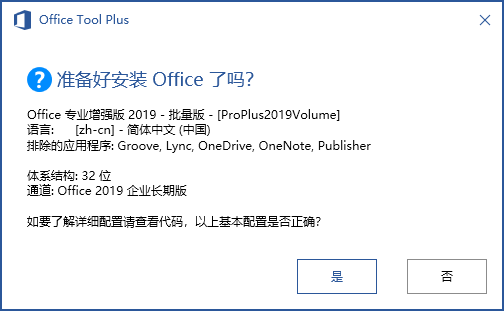 Office Tool Plus
准备好安装 Office 了吗?
Office 专业增强版 2019 - 批量版 - [ProPlus2019Volume]
语言: [zh-cn] - 简体中文 (中国)
排除的应用程序: Groove, Lync, OneDrive, OneNote, Publisher
体系结构: 32 位
通道: Office 2019 企业长期版
如要了解详细配置请查看代码，以上基本配置是否正确?
是
否